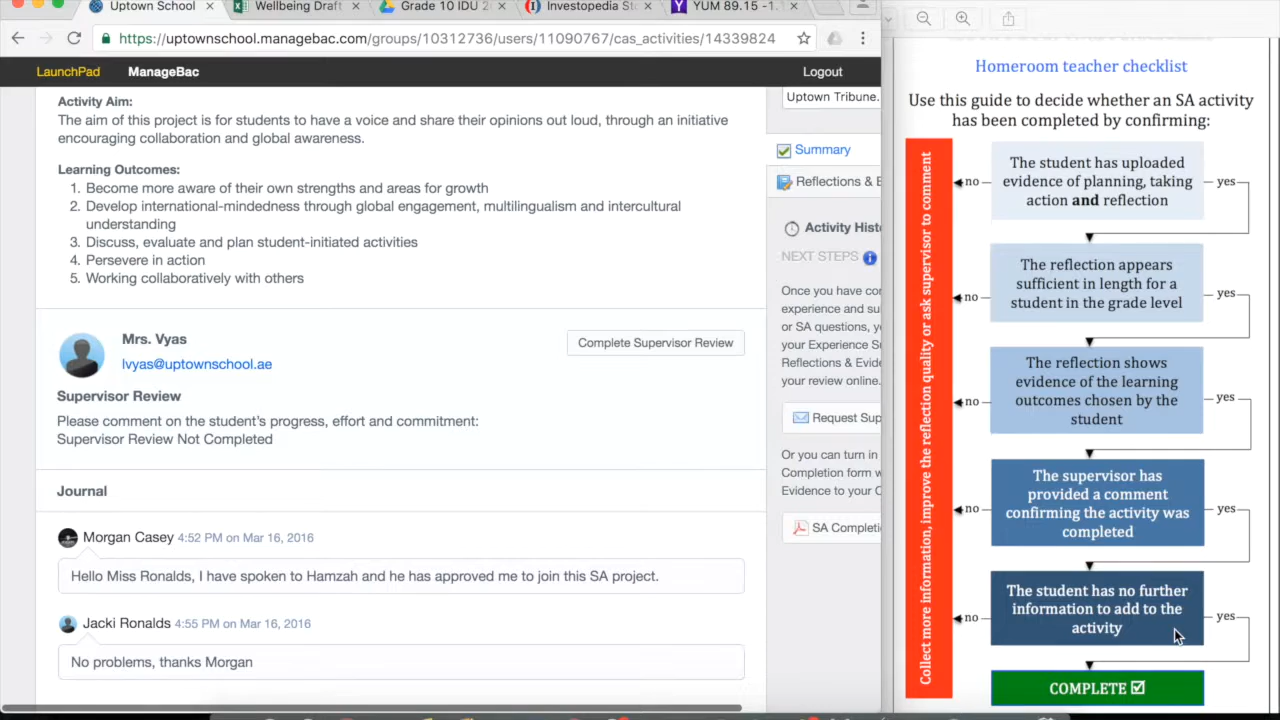 Uptown School
Wellbeing Draft
Grade 10 IDU 2
Investopedia Sto
YUM 89.15 -1.
https://uptownschool.managebac.com/groups/10312736/users/11090767/cas_activities/14339824
LaunchPad ManageBac Logout
Activity Aim:
The aim of this project is for students to have a voice and share their opinions out loud, through an initiative
encouraging collaboration and global awareness.
Learning Outcomes:
1. Become more aware of their own strengths and areas for growth
2. Develop international-mindedness through global engagement, multilingualism and intercultural
understanding
3. Discuss, evaluate and plan student-initiated activities
4. Persevere in action
5. Working collaboratively with others
Mrs. Vyas
lvyas@uptownschool.ae
Complete Supervisor Review
Supervisor Review
Please comment on the student's progress, effort and commitment:
Supervisor Review Not Completed
Journal
Morgan Casey 4:52 PM on Mar 16, 2016
Hello Miss Ronalds, I have spoken to Hamzah and he has approved me to join this SA project.
Jacki Ronalds 4:55 PM on Mar 16, 2016
No problems, thanks Morgan
Uptown Tribune.
Summary
Reflections & E
Activity Histo
NEXT STEPS
Once you have con
experience and su
or SA questions, yo
your Experience Su
Reflections & Evide
your review online.
Request Sup
Or you can turn in
Completion form w
Evidence to your C
SA Completi
Homeroom teacher checklist
Use this guide to decide whether an SA activity
has been completed by confirming:
Collect more information, improve the reflection quality or ask supervisor to comment
The student has uploaded
evidence of planning, taking
action and reflection
no
yes
The reflection appears
sufficient in length for a
student in the grade level
no
yes
The reflection shows
evidence of the learning
outcomes chosen by the
student
no
yes
The supervisor has
provided a comment
confirming the activity was
completed
no
yes
The student has no further
information to add to the
activity
no
yes
COMPLETE ☑